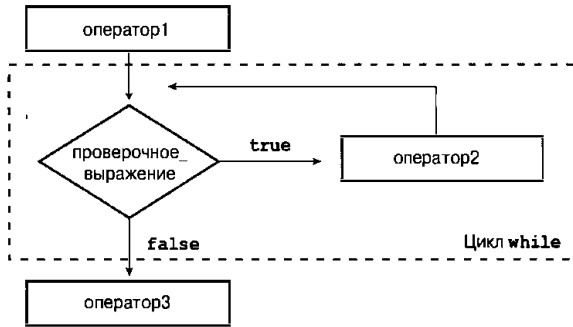 оператор1
проверочное_
выражение
true
оператор2
false
Цикл while
оператор3